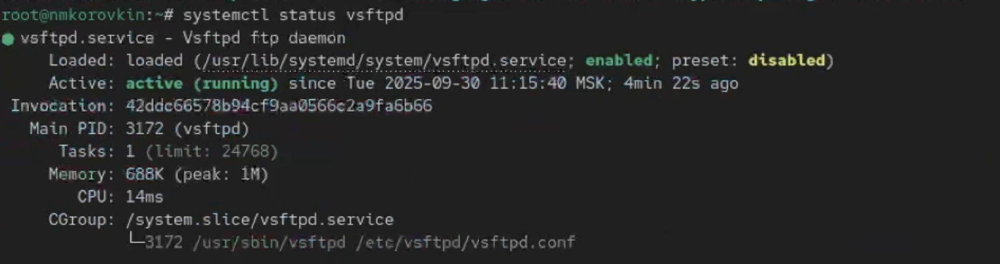 root@nmkorovkin:~# systemctl status vsftpd
● vsftpd.service - Vsftpd ftp daemon
Loaded: loaded (/usr/lib/systemd/system/vsftpd.service; enabled; preset: disabled)
Active: active (running) since Tue 2025-09-30 11:15:40 MSK; 4min 22s ago
Invocation: 42ddc66578b94cf9aa0566c2a9fa6b66
Main PID: 3172 (vsftpd)
Tasks: 1 (limit: 24768)
Memory: 688K (peak: 1M)
CPU: 14ms
CGroup: /system.slice/vsftpd.service
└─3172 /usr/sbin/vsftpd /etc/vsftpd/vsftpd.conf